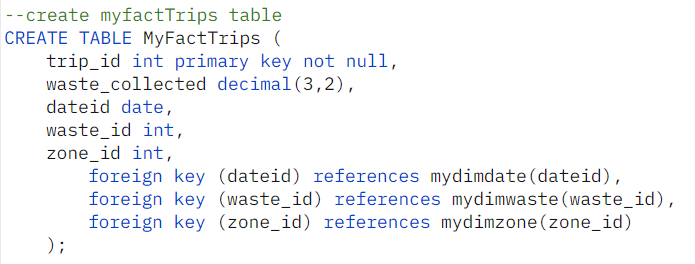 --create myfactTrips table
CREATE TABLE MyFactTrips (
trip_id int primary key not null,
waste_collected decimal(3,2),
dateid date,
waste_id int,
zone_id int,
foreign key (dateid) references mydimdate(dateid),
foreign key (waste_id) references mydimwaste(waste_id),
foreign key (zone_id) references mydimzone(zone_id)
);